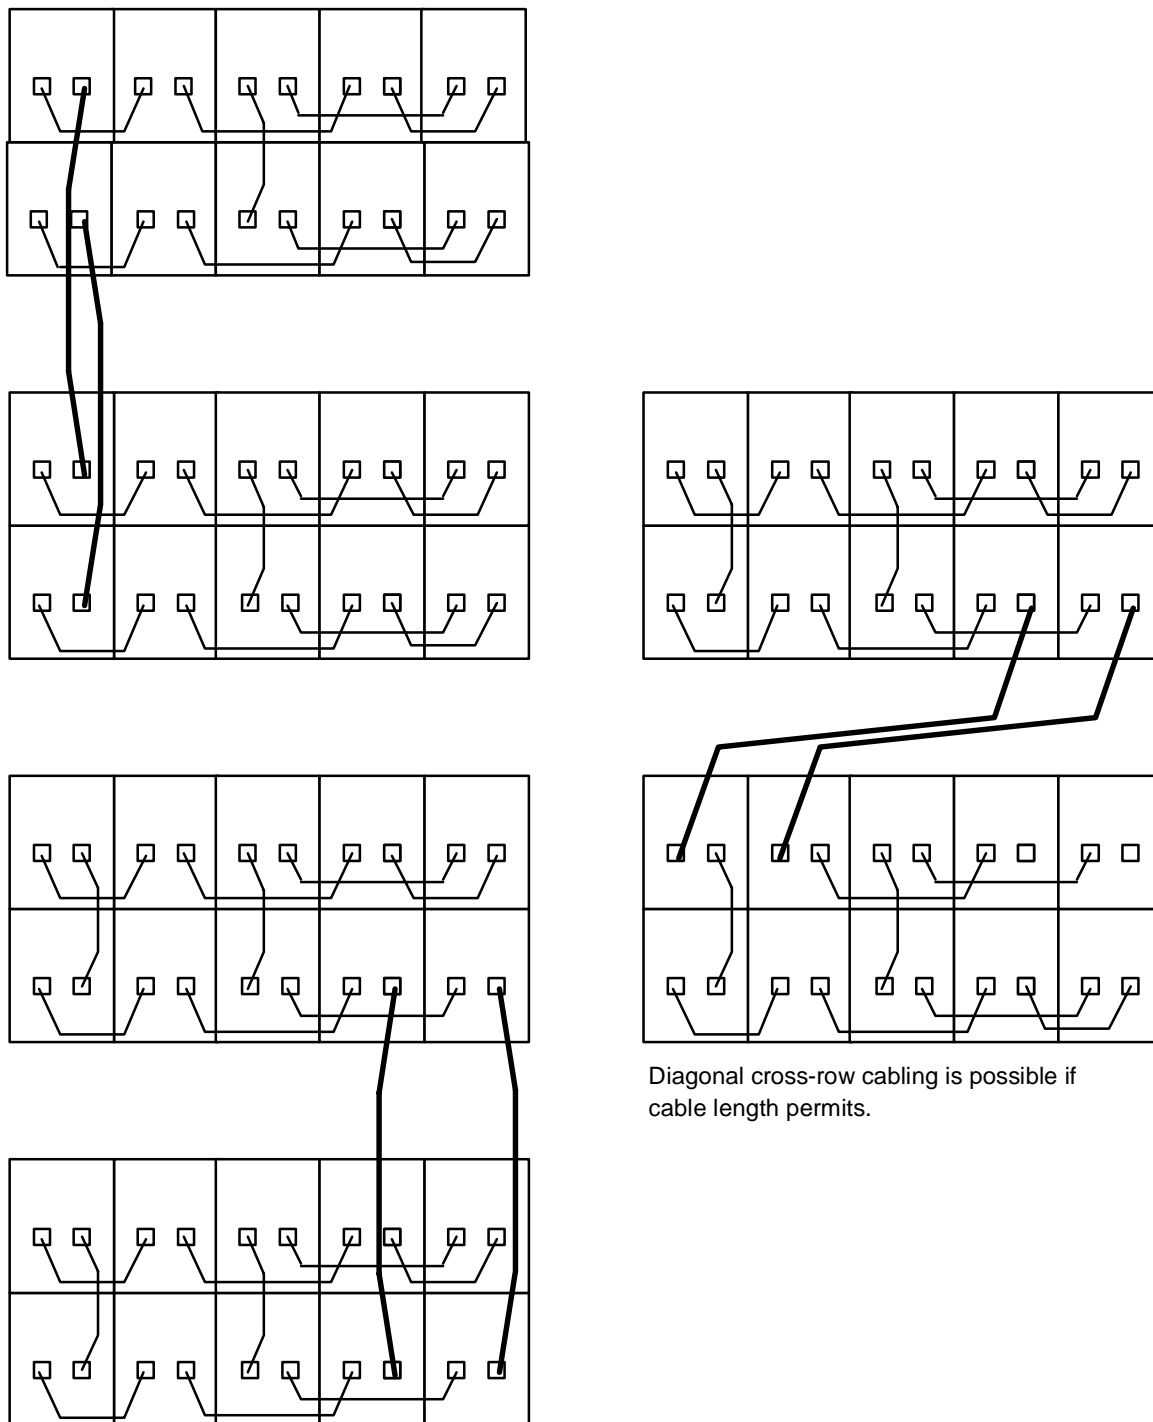 Diagonal cross-row cabling is possible if
cable length permits.